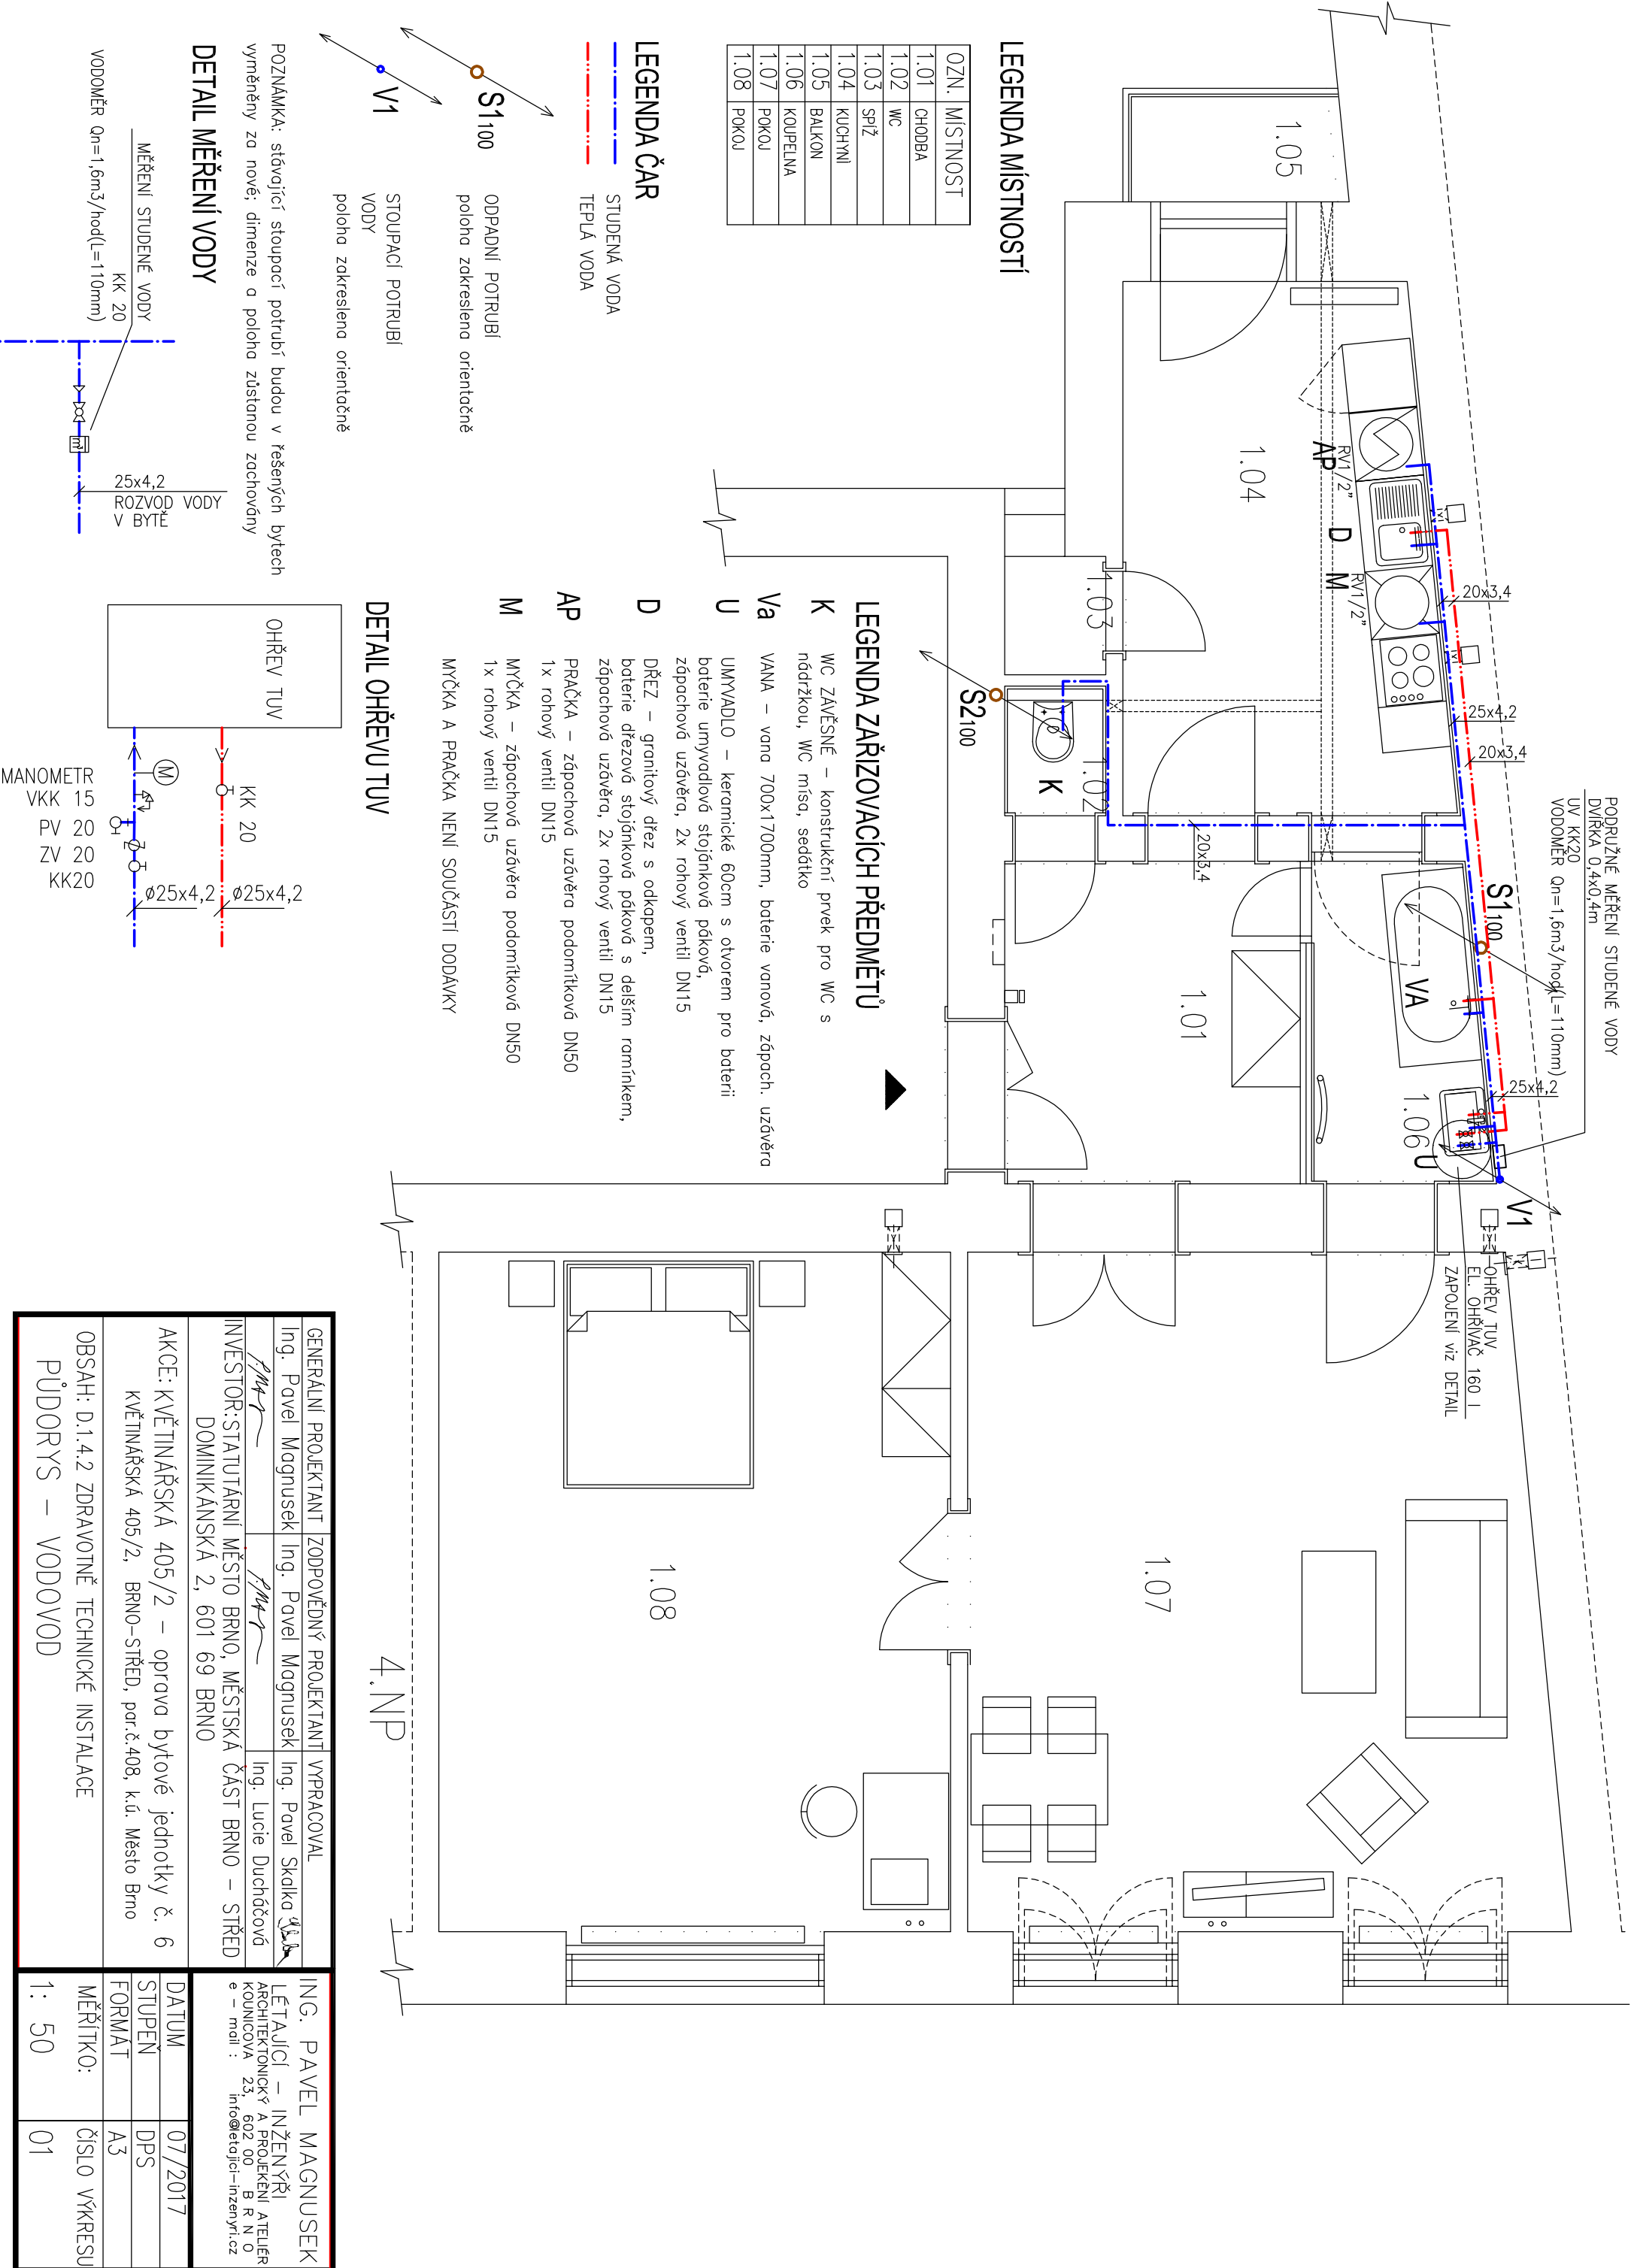 LEGENDA MÍSTNOSTÍ
OZN. MÍSTNOST
1.01 CHODBA
1.02 WC
1.03 SPÍŽ
1.04 KUCHYNĚ
1.05 BALKON
1.06 KOUPELNA
1.07 POKOJ
1.08 POKOJ
LEGENDA ČAR
STUDENÁ VODA
TEPLÁ VODA
S1100
ODPADNÍ POTRUBÍ
poloha zakreslena orientačně
V1
STOUPACÍ POTRUBÍ
VODY
poloha zakreslena orientačně
POZNÁMKA: stávající stoupací potrubí budou v řešených bytech
vyměněny za nové; dimenze a poloha zůstanou zachovány
DETAIL MĚŘENÍ VODY
MĚŘENÍ STUDENÉ VODY
KK 20
VODOMĚR Qn=1,6m3/hod(L=110mm)
m³
25x4,2
ROZVOD VODY
V BYTĚ
LEGENDA ZAŘIZOVACÍCH PŘEDMĚTŮ
K WC ZÁVĚSNÉ – konstrukční prvek pro WC s
nádržkou, WC mísa, sedátko
Va VANA – vana 700x1700mm, baterie vanová, zápach. uzávěra
U UMYVADLO – keramické 60cm s otvorem pro baterii
baterie umyvadlová stojánková páková,
zápachová uzávěra, 2x rohový ventil DN15
D DŘEZ – granitový dřez s odkapem,
baterie dřezová stojánková páková s delším ramínkem,
zápachová uzávěra, 2x rohový ventil DN15
AP PRAČKA – zápachová uzávěra podomítková DN50
1x rohový ventil DN15
M MYČKA – zápachová uzávěra podomítková DN50
1x rohový ventil DN15
MYČKA A PRAČKA NENÍ SOUČÁSTÍ DODÁVKY
DETAIL OHŘEVU TUV
OHŘEV TUV
KK 20
M
MANOMETR
VKK 15
PV 20
ZV 20
KK20
ø25x4,2
ø25x4,2
1.05
1.04
RV1/2"
AP
D
RV1/2"
M
20x3,4
25x4,2
20x3,4
1.03
S2100
K
1.02
20x3,4
1.01
PODRUŽNÉ MĚŘENÍ STUDENÉ VODY
DVÍŘKA 0,4x0,4m
UV KK20
VODOMĚR Qn=1,6m3/hod(L=110mm)
S1100
VA
25x4,2
1.06
U
V1
OHŘEV TUV
EL. OHŘÍVAČ 160 l
ZAPOJENÍ viz DETAIL
1.07
1.08
4.NP
GENERÁLNÍ PROJEKTANT ZODPOVĚDNÝ PROJEKTANT VYPRACOVAL
Ing. Pavel Magnusek Ing. Pavel Magnusek Ing. Pavel Skalka
Ing. Lucie Ducháčová
INVESTOR:STATUTÁRNÍ MĚSTO BRNO, MĚSTSKÁ ČÁST BRNO – STŘED
DOMINIKÁNSKÁ 2, 601 69 BRNO
AKCE: KVĚTINÁŘSKÁ 405/2 – oprava bytové jednotky č. 6
KVĚTINÁŘSKÁ 405/2, BRNO–STŘED, par.č.408, k.ú. Město Brno
OBSAH: D.1.4.2 ZDRAVOTNĚ TECHNICKÉ INSTALACE
PŮDORYS – VODOVOD
ING. PAVEL MAGNUSEK
LÉTAJÍCÍ – INŽENÝŘI
ARCHITEKTONICKÝ A PROJEKČNÍ ATELIÉR
KOUNICOVA 23, 602 00 B R N O
e – mail : info@letajici–inzenyri.cz
DATUM 07/2017
STUPEŇ DPS
FORMÁT A3
MĚŘÍTKO: ČÍSLO VÝKRESU
1: 50 01